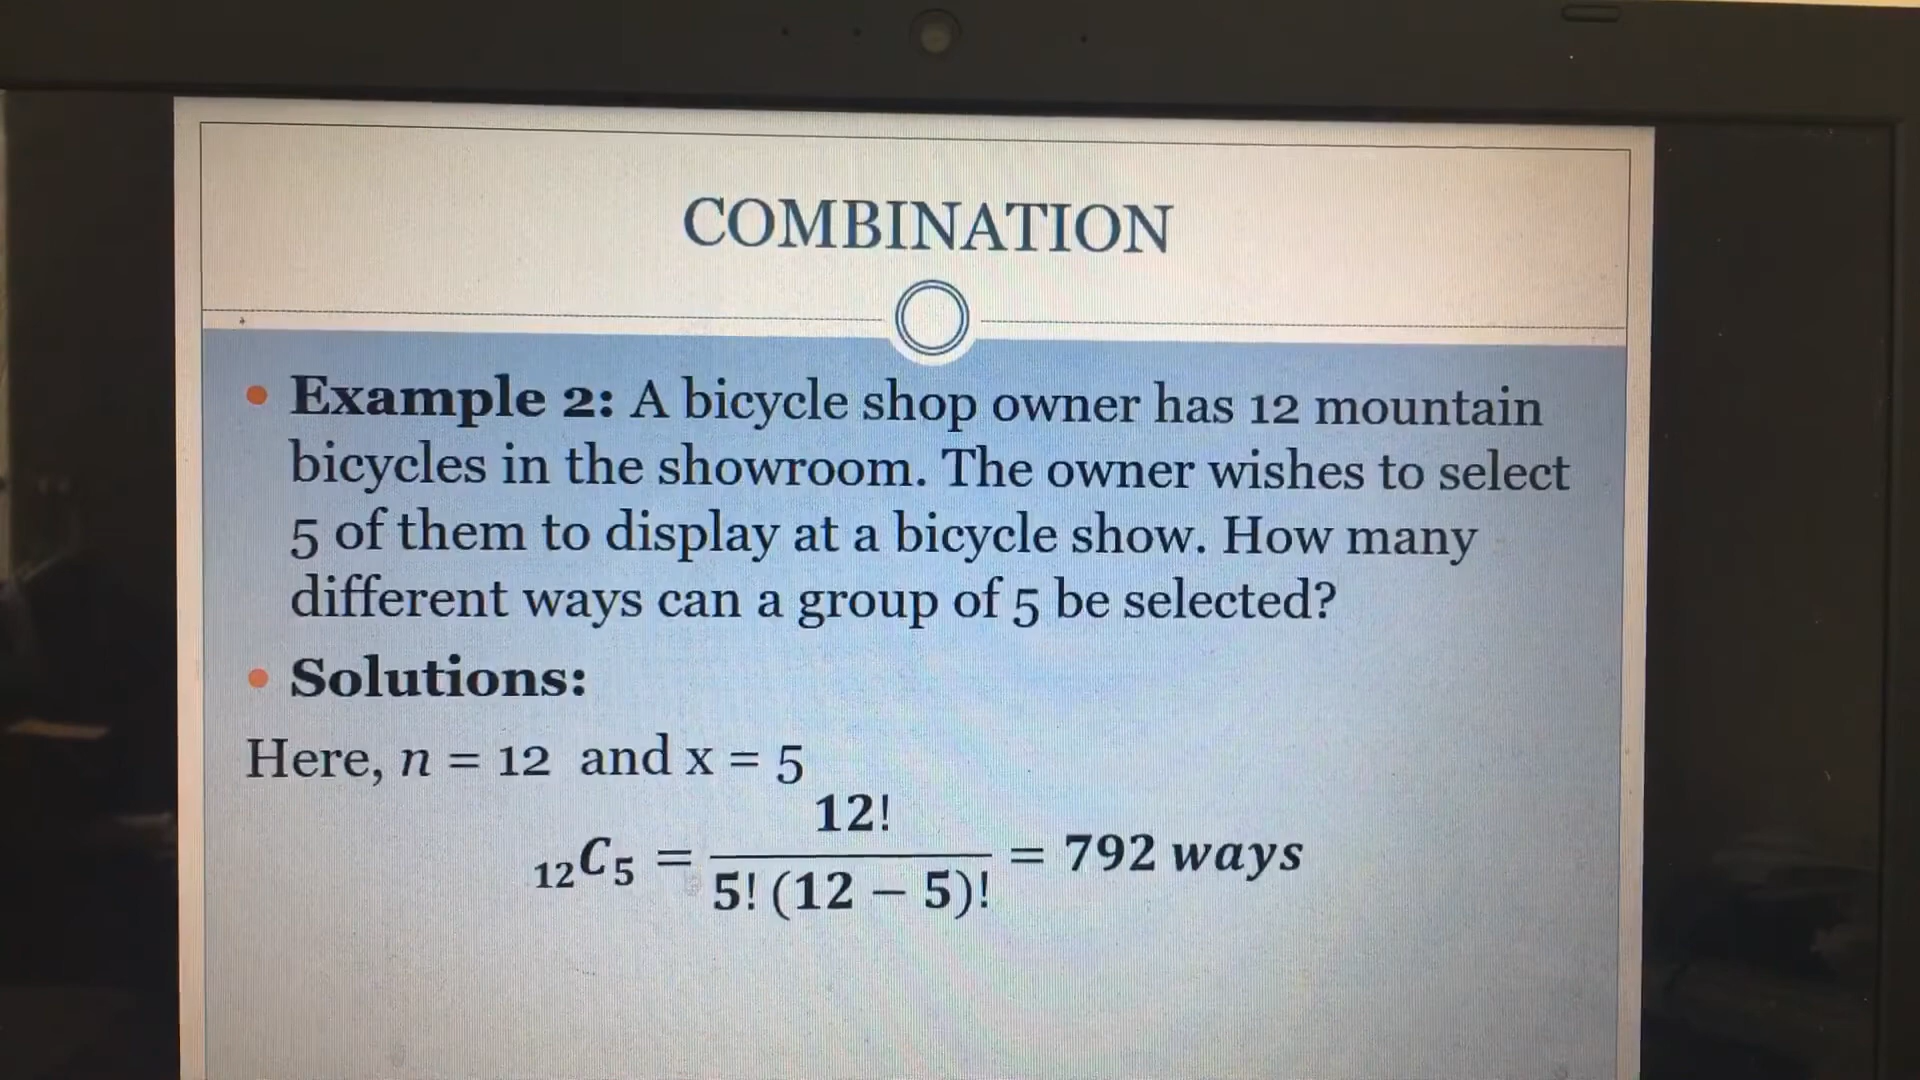 COMBINATION
• Example 2: A bicycle shop owner has 12 mountain
bicycles in the showroom. The owner wishes to select
5 of them to display at a bicycle show. How many
different ways can a group of 5 be selected?
• Solutions:
Here, n = 12 and x = 5
₁₂C₅ = 12! / 5! (12 – 5)! = 792 ways